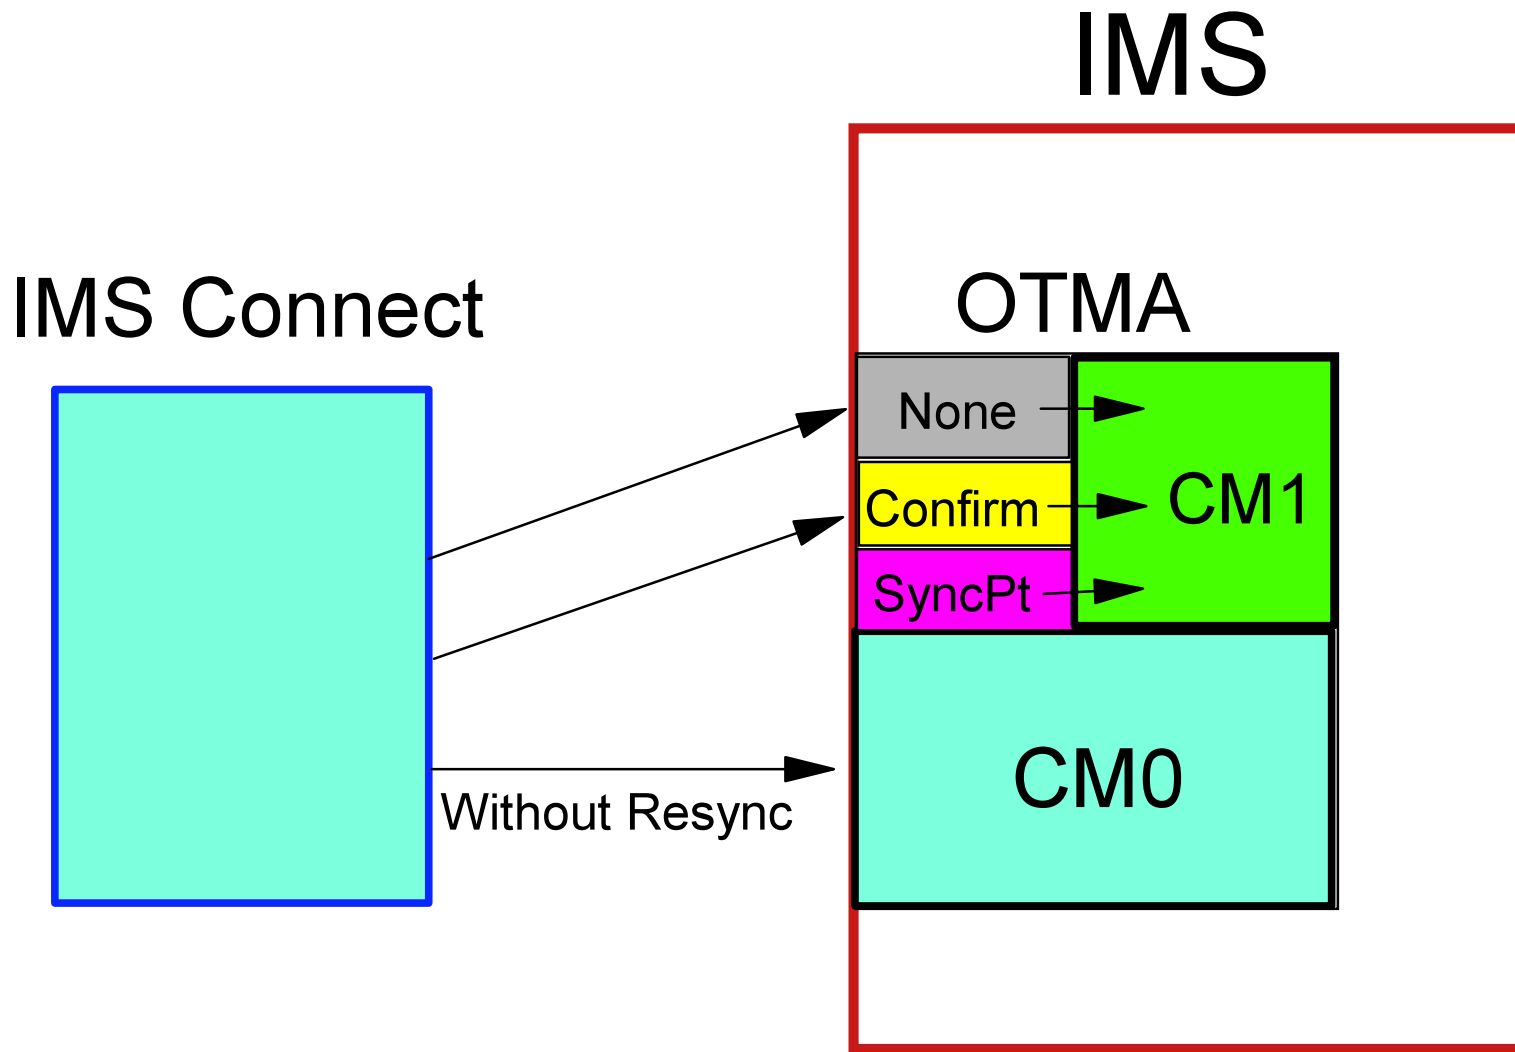 IMS
IMS Connect
OTMA
None
Confirm
CM1
SyncPt
CM0
Without Resync